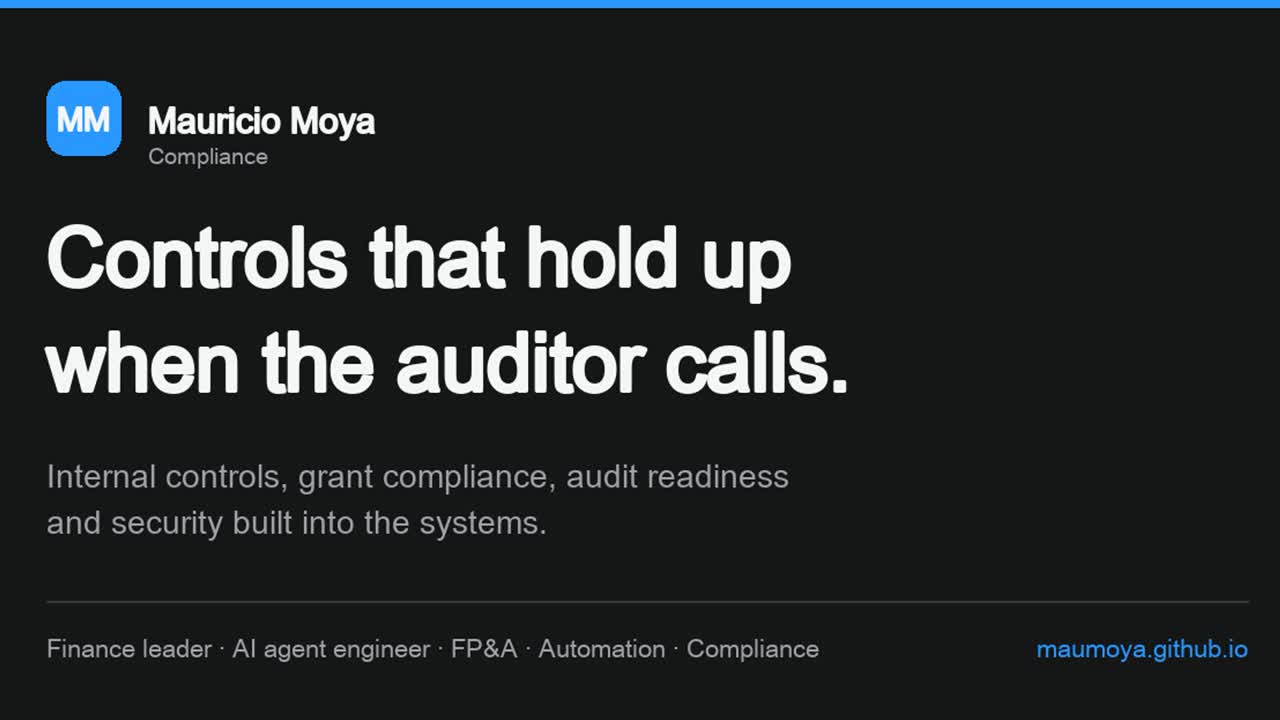 MM
Mauricio Moya
Compliance
Controls that hold up
when the auditor calls.
Internal controls, grant compliance, audit readiness
and security built into the systems.
Finance leader · AI agent engineer · FP&A · Automation · Compliance
maumoya.github.io